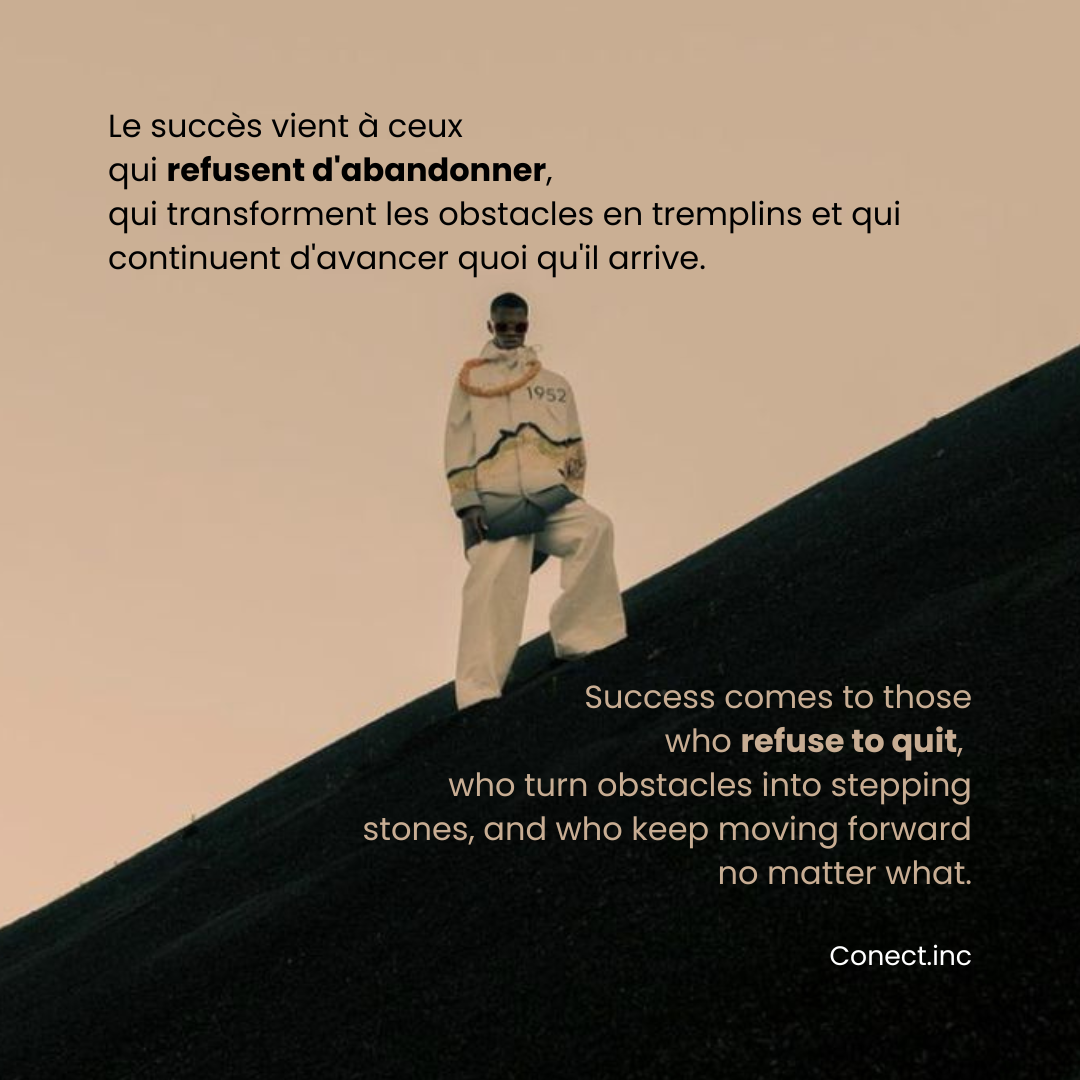 Le succès vient à ceux
qui refusent d'abandonner,
qui transforment les obstacles en tremplins et qui
continuent d'avancer quoi qu'il arrive.
1952
Success comes to those
who refuse to quit,
who turn obstacles into stepping
stones, and who keep moving forward
no matter what.
Conect.inc